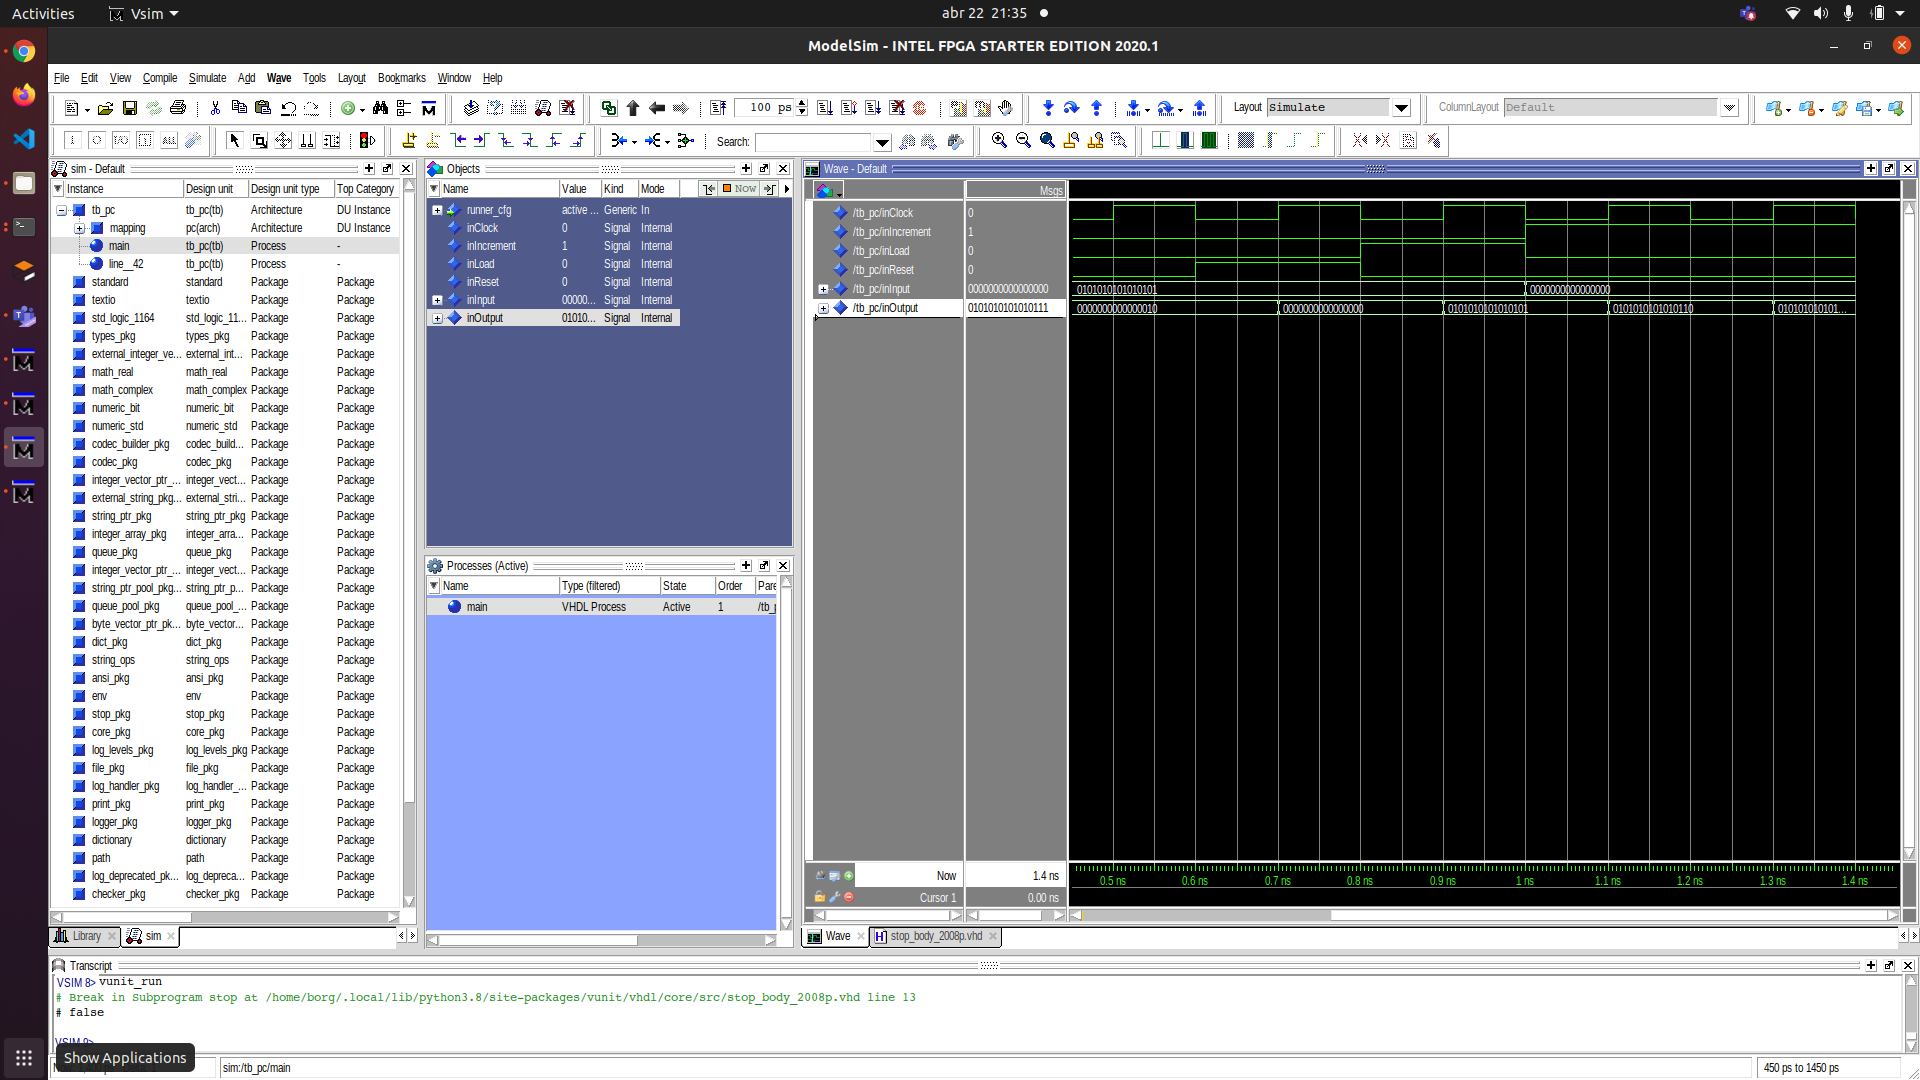 Activities Vsim abr 22 21:35
ModelSim - INTEL FPGA STARTER EDITION 2020.1
File Edit View Compile Simulate Add Wave Tools Layout Bookmarks Window Help
100 ps Layout Simulate ColumnLayout Default
Search:
sim - Default
Instance Design unit Design unit type Top Category
tb_pc tb_pc(tb) Architecture DU Instance
mapping pc(arch) Architecture DU Instance
main tb_pc(tb) Process -
line__42 tb_pc(tb) Process -
standard standard Package Package
textio textio Package Package
std_logic_1164 std_logic_11... Package Package
types_pkg types_pkg Package Package
external_integer_ve... external_int... Package Package
math_real math_real Package Package
math_complex math_complex Package Package
numeric_bit numeric_bit Package Package
numeric_std numeric_std Package Package
codec_builder_pkg codec_build... Package Package
codec_pkg codec_pkg Package Package
integer_vector_ptr_... integer_vect... Package Package
external_string_pkg... external_stri... Package Package
string_ptr_pkg string_ptr_pkg Package Package
integer_array_pkg integer_arra... Package Package
queue_pkg queue_pkg Package Package
integer_vector_ptr_... integer_vect... Package Package
string_ptr_pool_pkg... string_ptr_p... Package Package
queue_pool_pkg queue_pool_... Package Package
byte_vector_ptr_pk... byte_vector... Package Package
dict_pkg dict_pkg Package Package
string_ops string_ops Package Package
ansi_pkg ansi_pkg Package Package
env env Package Package
stop_pkg stop_pkg Package Package
core_pkg core_pkg Package Package
log_levels_pkg log_levels_pkg Package Package
file_pkg file_pkg Package Package
log_handler_pkg log_handler_... Package Package
print_pkg print_pkg Package Package
logger_pkg logger_pkg Package Package
dictionary dictionary Package Package
path path Package Package
log_deprecated_pk... log_depreca... Package Package
checker_pkg checker_pkg Package Package
Library sim
Objects
Name Value Kind Mode Now
runner_cfg active ... Generic In
inClock 0 Signal Internal
inIncrement 1 Signal Internal
inLoad 0 Signal Internal
inReset 0 Signal Internal
inInput 00000... Signal Internal
inOutput 01010... Signal Internal
Processes (Active)
Name Type (filtered) State Order Pare
main VHDL Process Active 1 /tb_p
Wave - Default
Msgs
/tb_pc/inClock 0
/tb_pc/inIncrement 1
/tb_pc/inLoad 0
/tb_pc/inReset 0
/tb_pc/inInput 0000000000000000 0101010101010101 0000000000000000
/tb_pc/inOutput 0101010101010111 0000000000000010 0000000000000000 0101010101010101 0101010101010110 010101010101...
Now 1.4 ns 0.5 ns 0.6 ns 0.7 ns 0.8 ns 0.9 ns 1 ns 1.1 ns 1.2 ns 1.3 ns 1.4 ns
Cursor 1 0.00 ns
Wave stop_body_2008p.vhd
Transcript
VSIM 8> vunit_run
# Break in Subprogram stop at /home/borg/.local/lib/python3.8/site-packages/vunit/vhdl/core/src/stop_body_2008p.vhd line 13
# false
Show Applications
sim:/tb_pc/main 450 ps to 1450 ps